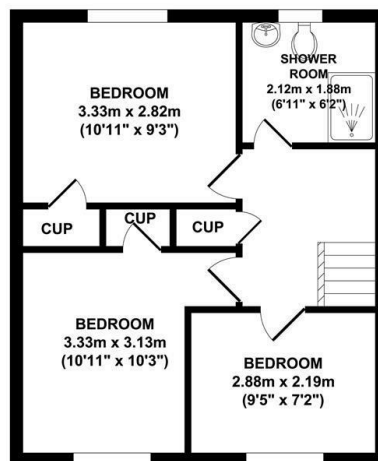 BEDROOM
3.33m x 2.82m
(10'11" x 9'3")
SHOWER
ROOM
2.12m x 1.88m
(6'11" x 6'2")
CUP
CUP
CUP
BEDROOM
3.33m x 3.13m
(10'11" x 10'3")
BEDROOM
2.88m x 2.19m
(9'5" x 7'2")